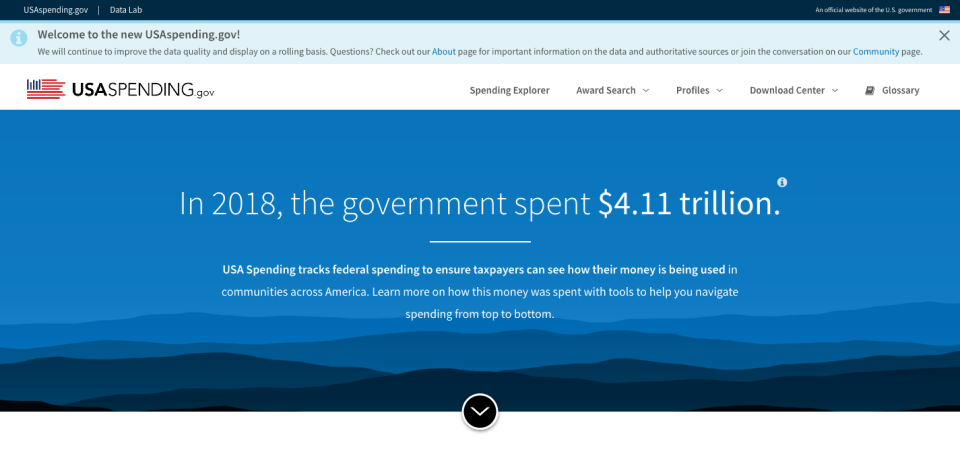 USAspending.gov | Data Lab
An official website of the U.S. government
Welcome to the new USAspending.gov!
We will continue to improve the data quality and display on a rolling basis. Questions? Check out our About page for important information on the data and authoritative sources or join the conversation on our Community page.
USASPENDING.gov
Spending Explorer
Award Search
Profiles
Download Center
Glossary
In 2018, the government spent $4.11 trillion.
USA Spending tracks federal spending to ensure taxpayers can see how their money is being used in
communities across America. Learn more on how this money was spent with tools to help you navigate
spending from top to bottom.